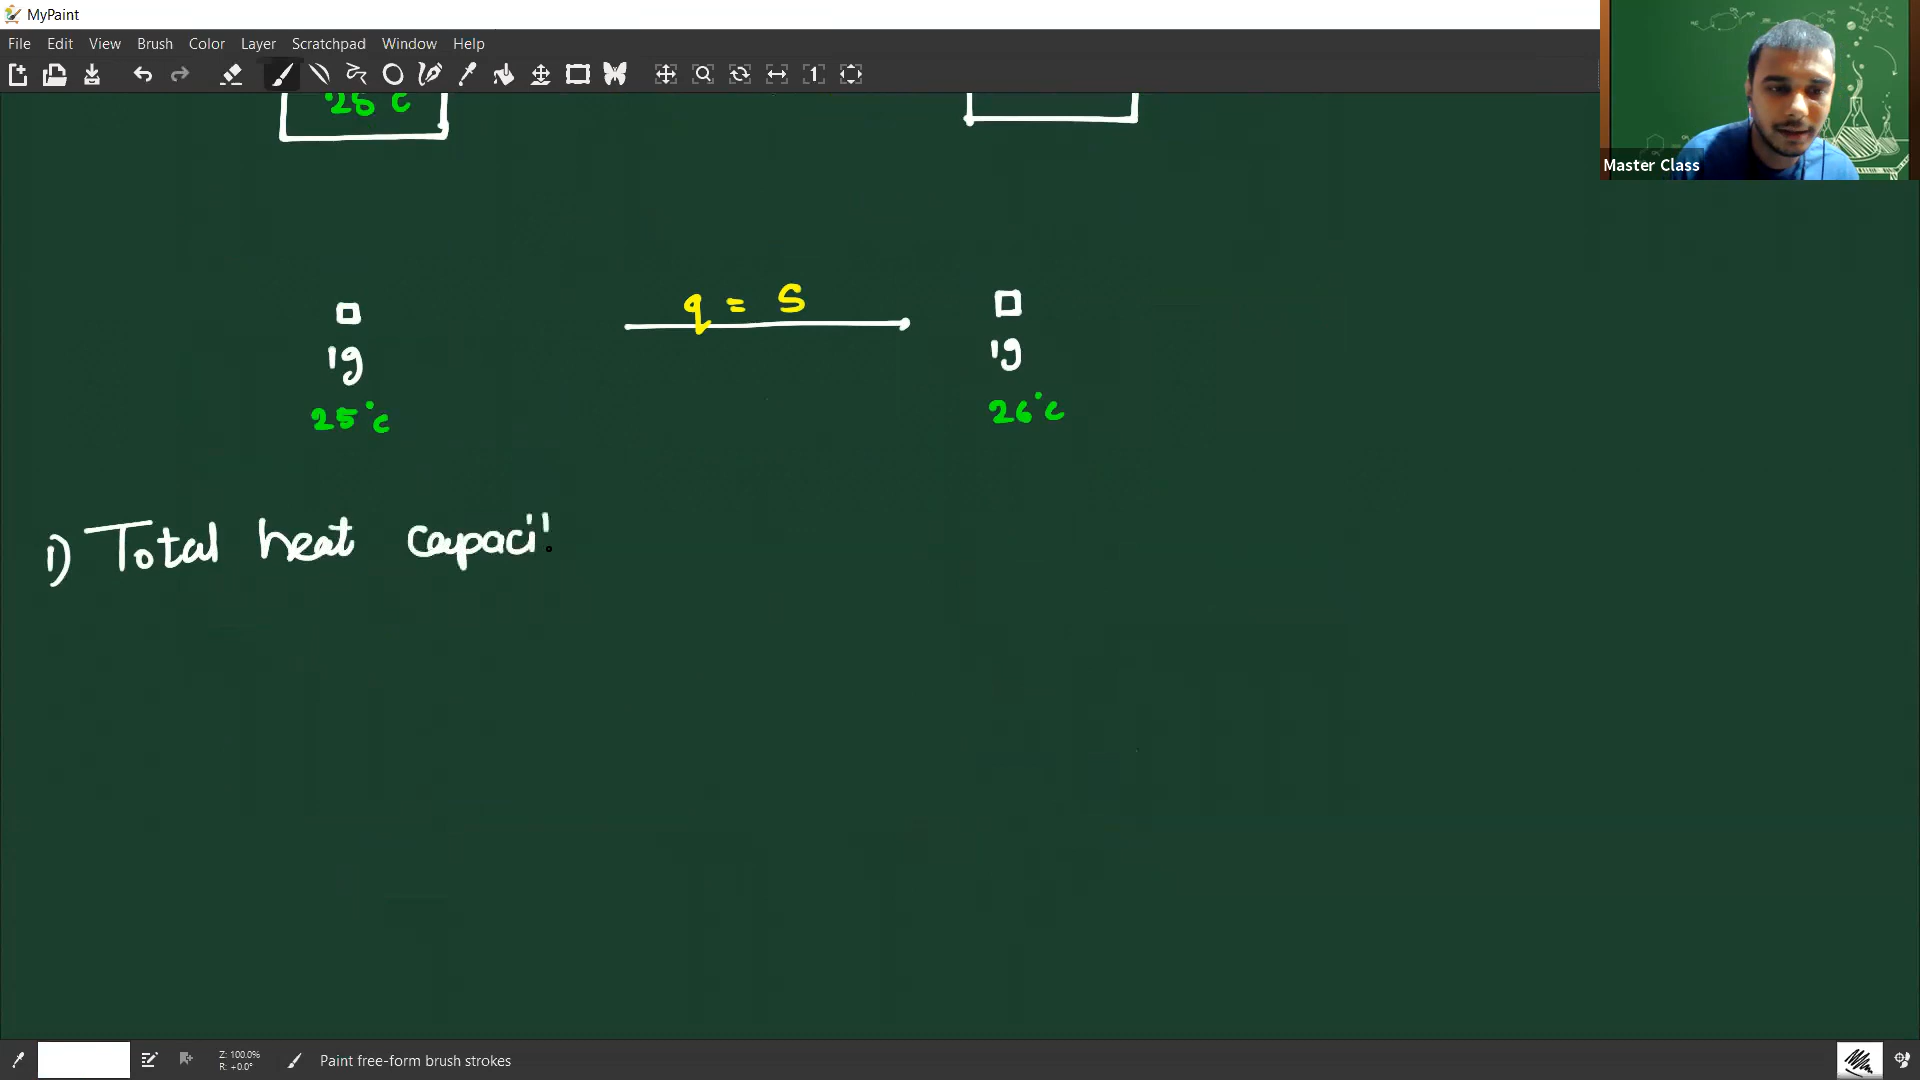 MyPaint
File Edit View Brush Color Layer Scratchpad Window Help
Master Class
25 c
q = S
1g
1g
25°c
26°c
1) Total heat capaci
Z: 100.0%
R: +0.0°
Paint free-form brush strokes